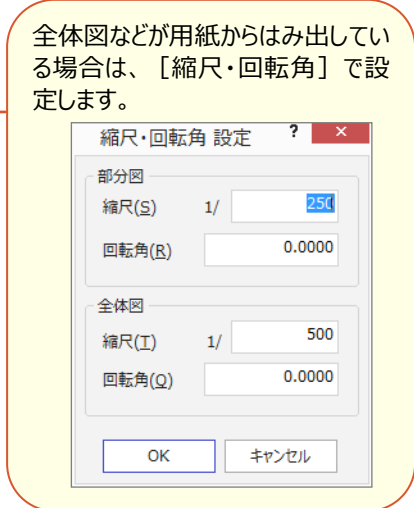 全体図などが用紙からはみ出してい
る場合は、［縮尺・回転角］で設
定します。
縮尺・回転角 設定 ? ×
部分図
縮尺(S) 1/ 250
回転角(R) 0.0000
全体図
縮尺(T) 1/ 500
回転角(Q) 0.0000
OK キャンセル